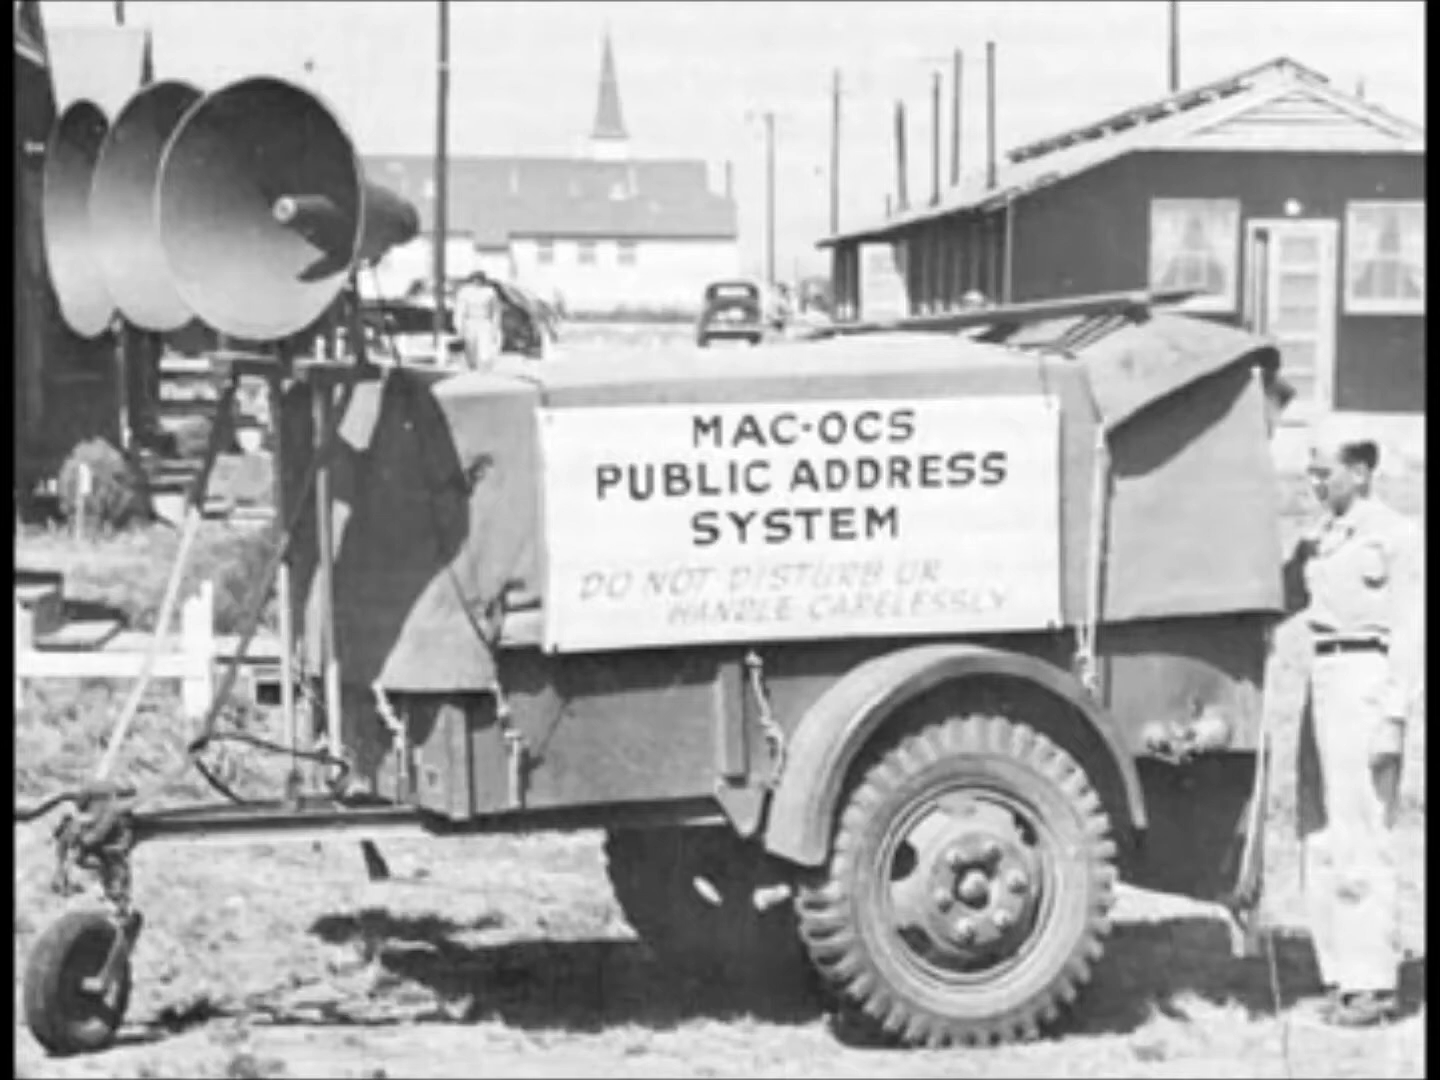 MAC·OCS
PUBLIC ADDRESS
SYSTEM
DO NOT DISTURB OR
HANDLE CARELESSLY